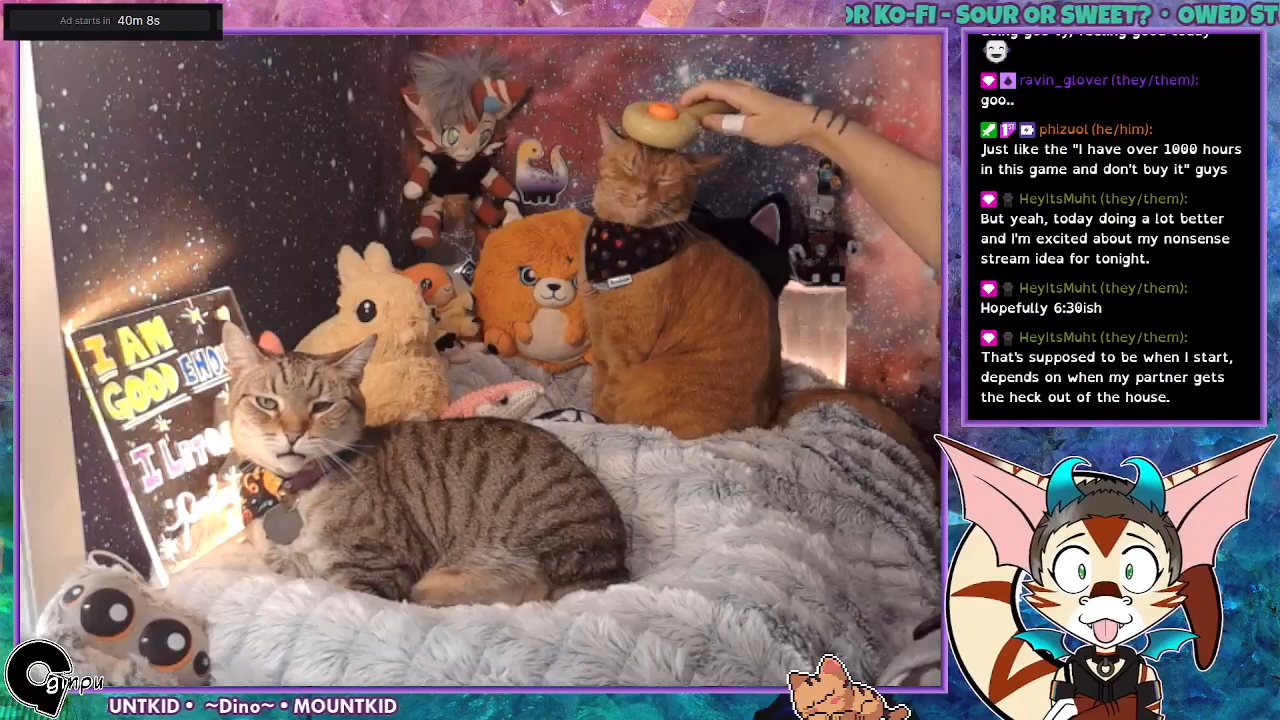 Ad starts in 40m 8s
OR KO-FI - SOUR OR SWEET? • OWED ST
ravin_glover (they/them):
goo..
phizuol (he/him):
Just like the "I have over 1000 hours
in this game and don't buy it" guys
HeyItsMuht (they/them):
But yeah, today doing a lot better
and I'm excited about my nonsense
stream idea for tonight.
HeyItsMuht (they/them):
Hopefully 6:30ish
HeyItsMuht (they/them):
That's supposed to be when I start,
depends on when my partner gets
the heck out of the house.
I AM
GOOD ENOU
I
ginpu
UNTKID • ~Dino~ • MOUNTKID